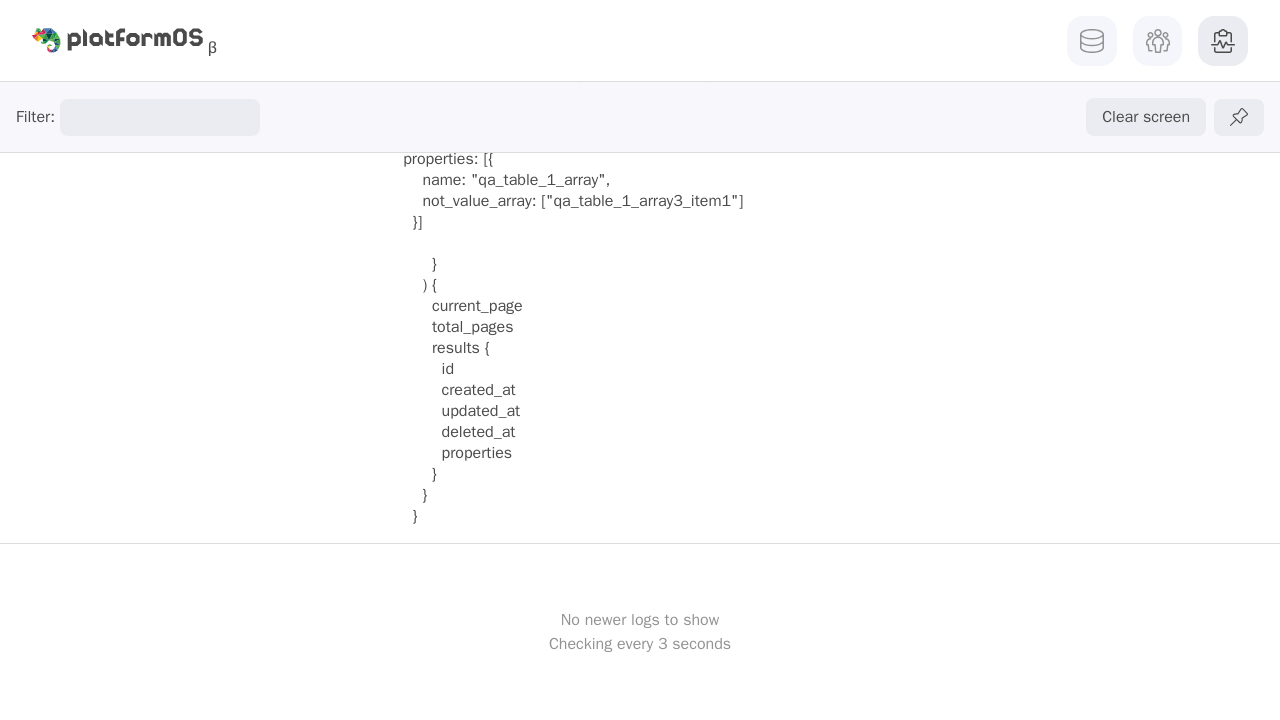 platformOS β
Filter:
Clear screen
properties: [{
name: "qa_table_1_array",
not_value_array: ["qa_table_1_array3_item1"]
}]
}
) {
current_page
total_pages
results {
id
created_at
updated_at
deleted_at
properties
}
}
}
No newer logs to show
Checking every 3 seconds